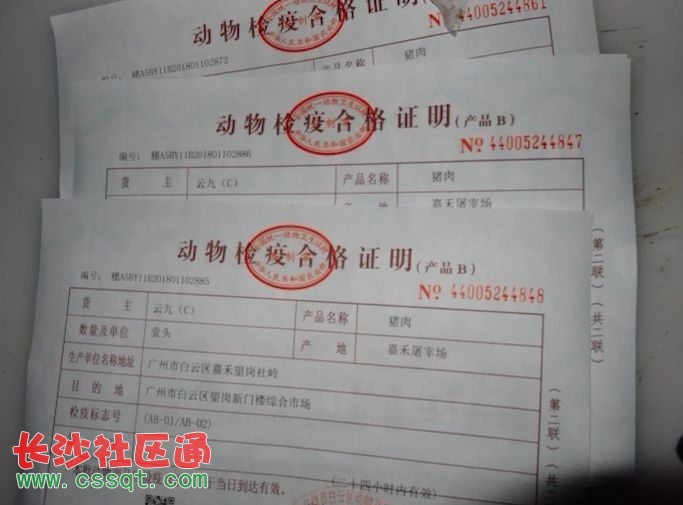 动物检疫合格证明
№ 44005244861
编号：穗A5BY11B201801102872
产品名称 猪肉
动物检疫合格证明(产品 B)
№ 44005244847
编号：穗A5BY11B201801102886
货 主 云九（C） 产品名称 猪肉
产 地 嘉禾屠宰场
动物检疫合格证明(产品 B)
№ 44005244848
编号：穗A5BY11B201801102885
货 主 云九（C） 产品名称 猪肉
数量及单位 壹头 产 地 嘉禾屠宰场
生产单位名称地址 广州市白云区嘉禾望岗社岭
目 的 地 广州市白云区望岗新门楼综合市场
检疫标志号 (AB-01/AB-02)
于当日到达有效。 (二十四小时内有效)
（第二联）（共二联）
（第二联）（共
长沙社区通
www.cssqt.com